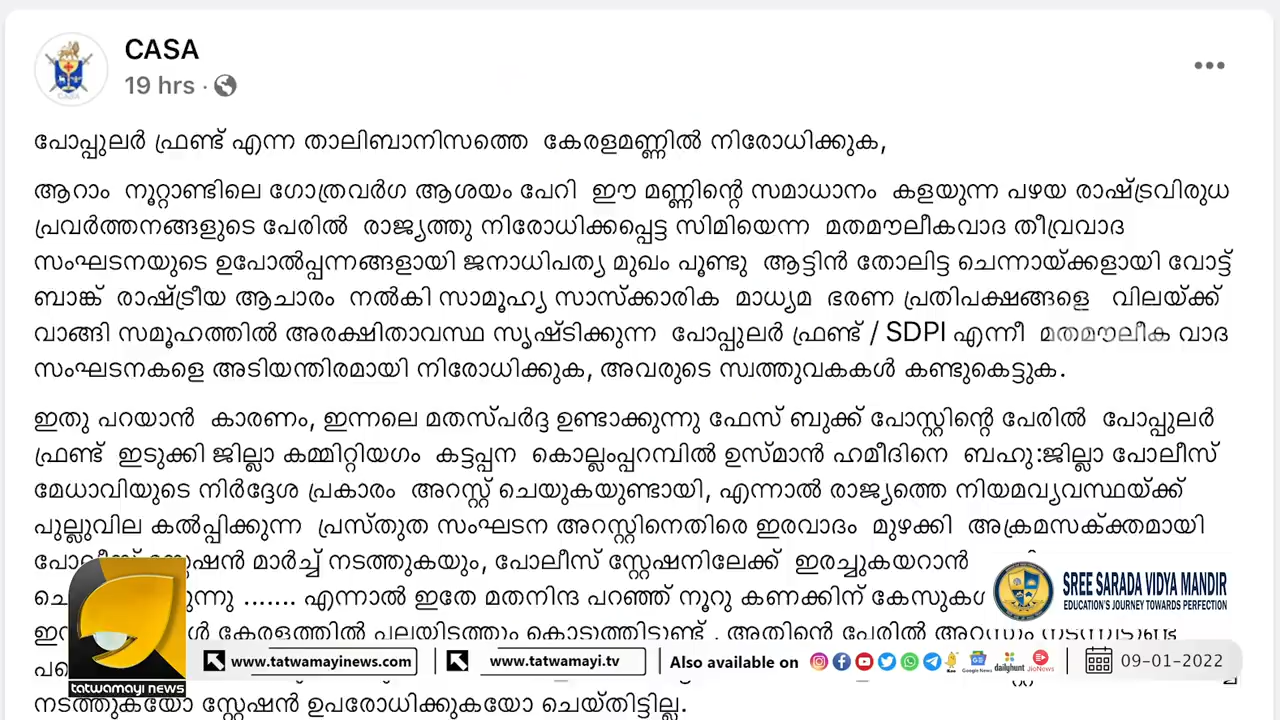 CASA
19 hrs ·
പോപ്പുലർ ഫ്രണ്ട് എന്ന താലിബാനിസത്തെ കേരളമണ്ണിൽ നിരോധിക്കുക,
ആറാം നൂറ്റാണ്ടിലെ ഗോത്രവർഗ ആശയം പേറി ഈ മണ്ണിന്റെ സമാധാനം കളയുന്ന പഴയ രാഷ്ട്രവിരുധ
പ്രവർത്തനങ്ങളുടെ പേരിൽ രാജ്യത്തു നിരോധിക്കപ്പെട്ട സിമിയെന്ന മതമൗലീകവാദ തീവ്രവാദ
സംഘടനയുടെ ഉപോൽപ്പന്നങ്ങളായി ജനാധിപത്യ മുഖം പൂണ്ടു ആട്ടിൻ തോലിട്ട ചെന്നായ്ക്കളായി വോട്ട്
ബാങ്ക് രാഷ്ട്രീയ ആചാരം നൽകി സാമൂഹ്യ സാസ്ക്കാരിക മാധ്യമ ഭരണ പ്രതിപക്ഷങ്ങളെ വിലയ്ക്ക്
വാങ്ങി സമൂഹത്തിൽ അരക്ഷിതാവസ്ഥ സൃഷ്ടിക്കുന്ന പോപ്പുലർ ഫ്രണ്ട് / SDPI എന്നീ മതമൗലീക വാദ
സംഘടനകളെ അടിയന്തിരമായി നിരോധിക്കുക, അവരുടെ സ്വത്തുവകകൾ കണ്ടുകെട്ടുക.
ഇതു പറയാൻ കാരണം, ഇന്നലെ മതസ്പർദ്ദ ഉണ്ടാക്കുന്നു ഫേസ് ബുക്ക് പോസ്റ്റിന്റെ പേരിൽ പോപ്പുലർ
ഫ്രണ്ട് ഇടുക്കി ജില്ലാ കമ്മിറ്റിയഗം കട്ടപ്പന കൊല്ലംപ്പറമ്പിൽ ഉസ്മാൻ ഹമീദിനെ ബഹു:ജില്ലാ പോലീസ്
മേധാവിയുടെ നിർദ്ദേശ പ്രകാരം അറസ്റ്റ് ചെയുകയുണ്ടായി, എന്നാൽ രാജ്യത്തെ നിയമവ്യവസ്ഥയ്ക്ക്
പുല്ലുവില കൽപ്പിക്കുന്ന പ്രസ്തുത സംഘടന അറസ്റ്റിനെതിരെ ഇരവാദം മുഴക്കി അക്രമസക്ക്തമായി
മാർച്ച് നടത്തുകയും, പോലീസ് സ്റ്റേഷനിലേക്ക് ഇരച്ചുകയറാൻ
....... എന്നാൽ ഇതേ മതനിന്ദ പറഞ്ഞ് നൂറു കണക്കിന്
കേരളത്തിൽ പലയിടത്തും കൊടുത്തിട്ടുണ്ട് . അതിന്റെ പേരിൽ
നടത്തുകയോ സ്റ്റേഷൻ ഉപരോധിക്കുകയോ ചെയ്തിട്ടില്ല.
SREE SARADA VIDYA MANDIR
EDUCATION'S JOURNEY TOWARDS PERFECTION
tatwamayi news
www.tatwamayinews.com
www.tatwamayi.tv
Also available on
Google News
dailyhunt
JioNews
09-01-2022